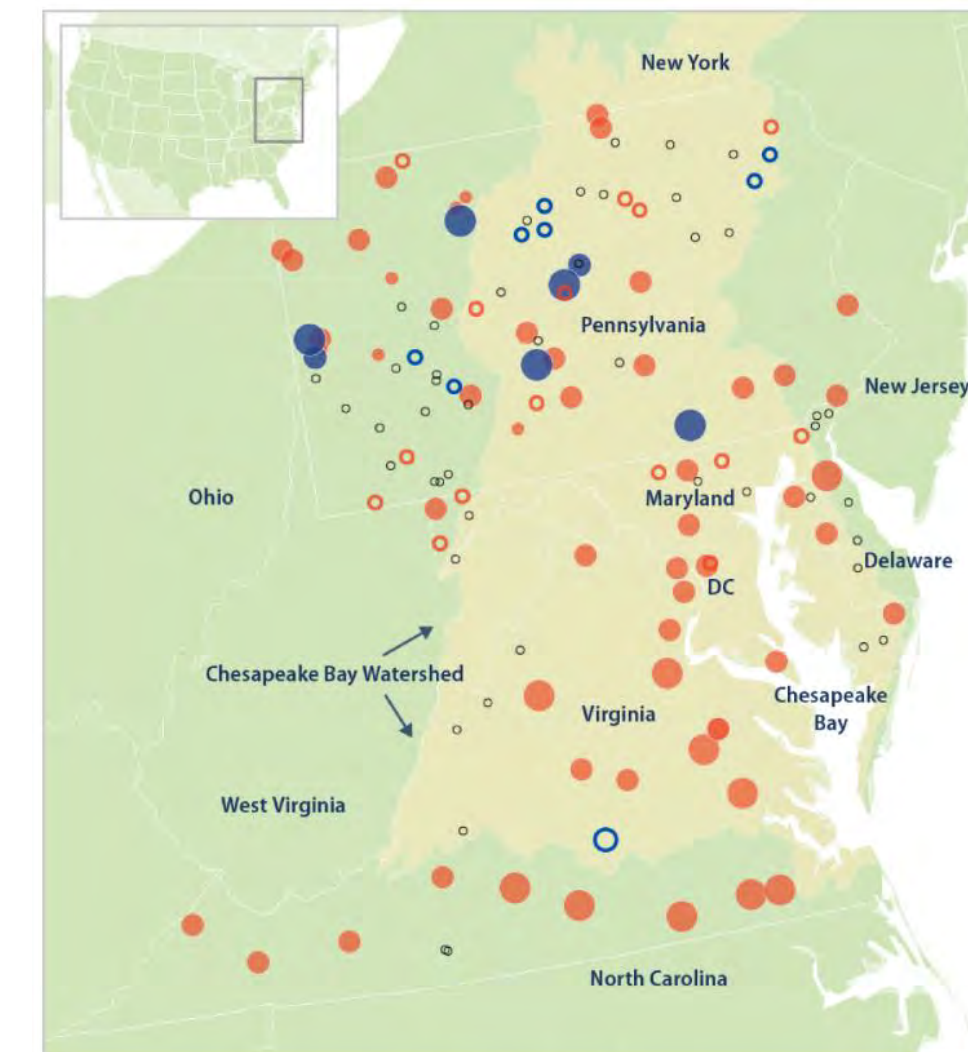 New York
Pennsylvania
New Jersey
Ohio
Maryland
Delaware
DC
Chesapeake Bay Watershed
Chesapeake
Bay
Virginia
West Virginia
North Carolina